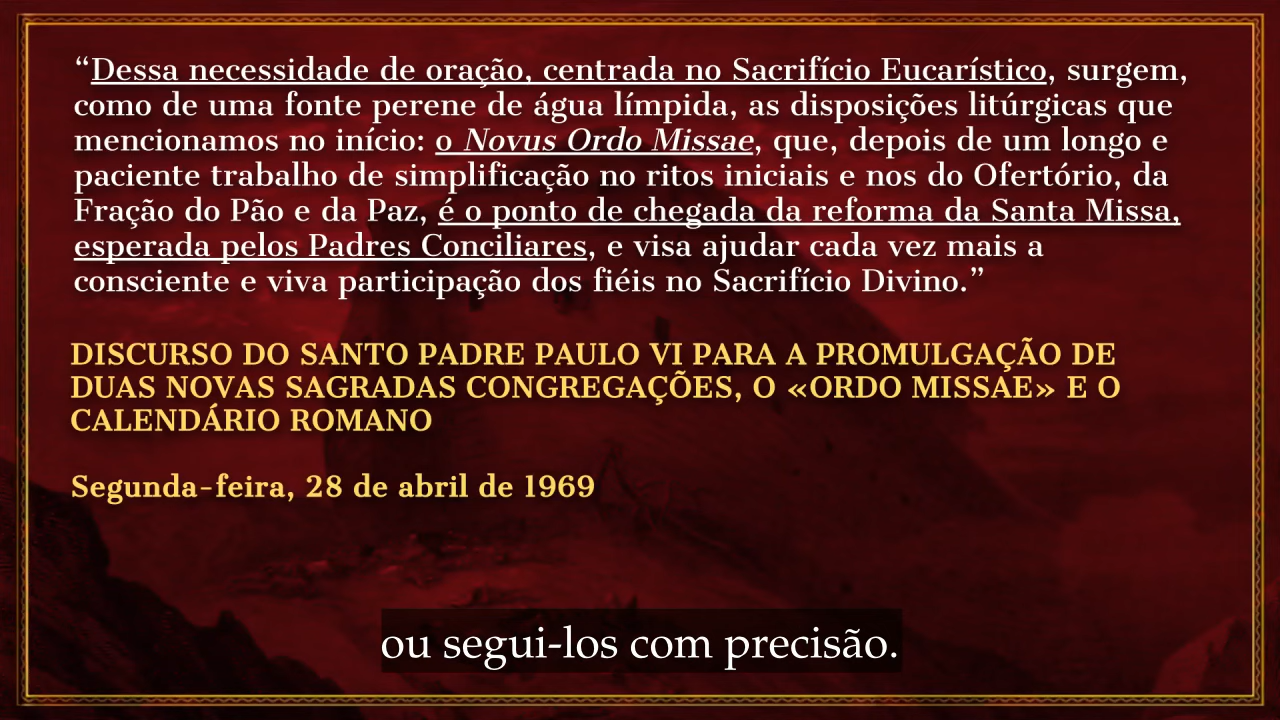 “Dessa necessidade de oração, centrada no Sacrifício Eucarístico, surgem,
como de uma fonte perene de água límpida, as disposições litúrgicas que
mencionamos no início: o Novus Ordo Missae, que, depois de um longo e
paciente trabalho de simplificação no ritos iniciais e nos do Ofertório, da
Fração do Pão e da Paz, é o ponto de chegada da reforma da Santa Missa,
esperada pelos Padres Conciliares, e visa ajudar cada vez mais a
consciente e viva participação dos fiéis no Sacrifício Divino.”
DISCURSO DO SANTO PADRE PAULO VI PARA A PROMULGAÇÃO DE
DUAS NOVAS SAGRADAS CONGREGAÇÕES, O «ORDO MISSAE» E O
CALENDÁRIO ROMANO
Segunda-feira, 28 de abril de 1969
ou segui-los com precisão.